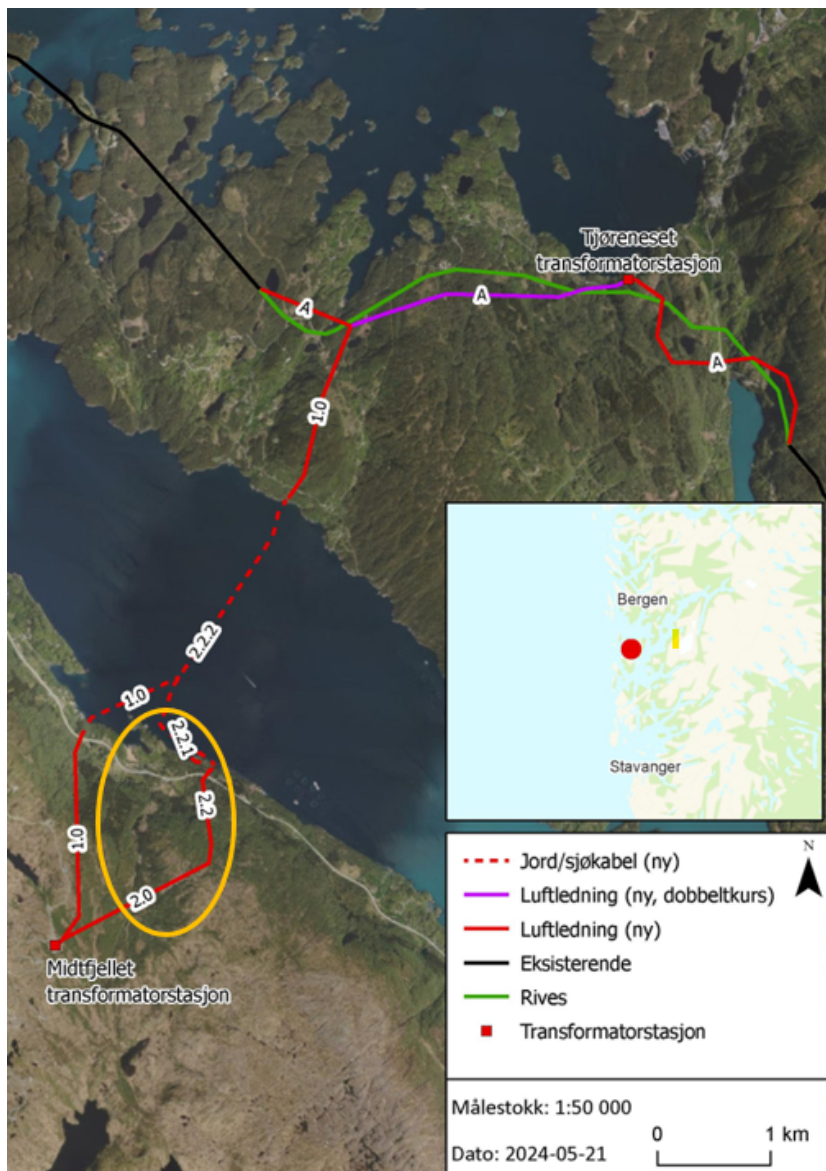 Tjøreneset
transformatorstasjon
A
A
A
1.0
2.2.2
1.0
2.2.1
2.2
1.0
2.0
Midtfjellet
transformatorstasjon
Bergen
Stavanger
Jord/sjøkabel (ny)
Luftledning (ny, dobbeltkurs)
Luftledning (ny)
Eksisterende
Rives
Transformatorstasjon
N
Målestokk: 1:50 000
Dato: 2024-05-21
0 1 km